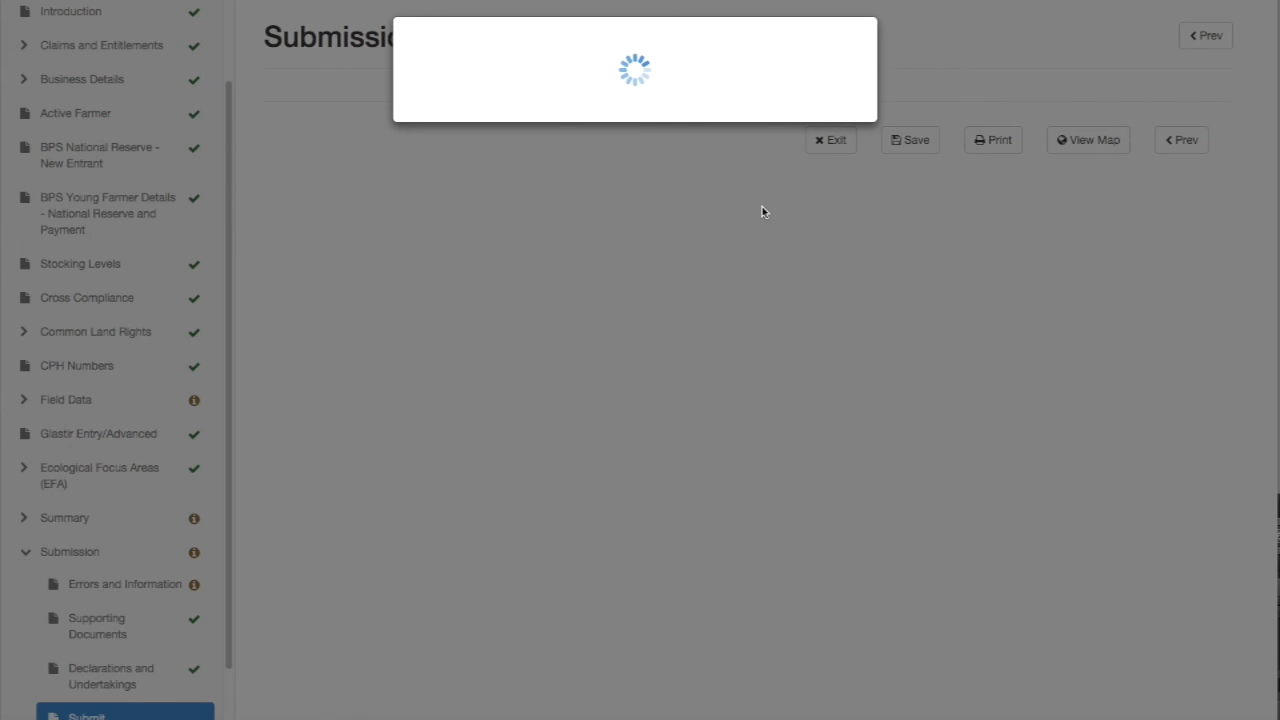 Introduction
Claims and Entitlements
Business Details
Active Farmer
BPS National Reserve -
New Entrant
BPS Young Farmer Details
- National Reserve and
Payment
Stocking Levels
Cross Compliance
Common Land Rights
CPH Numbers
Field Data
Glastir Entry/Advanced
Ecological Focus Areas
(EFA)
Summary
Submission
Errors and Information
Supporting
Documents
Declarations and
Undertakings
Submit
Submissio
Prev
Exit
Save
Print
View Map
Prev